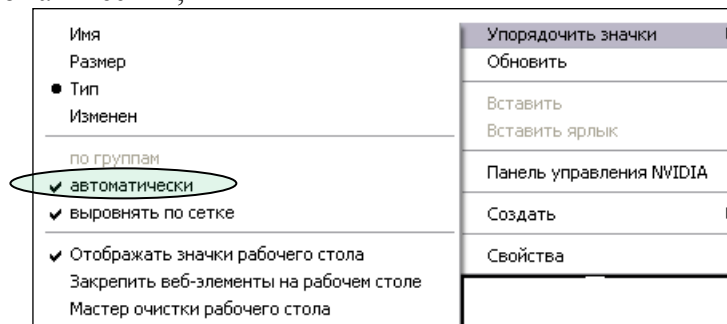 Имя
Размер
Тип
Изменен
по группам
автоматически
выровнять по сетке
Отображать значки рабочего стола
Закрепить веб-элементы на рабочем столе
Мастер очистки рабочего стола
Упорядочить значки
Обновить
Вставить
Вставить ярлык
Панель управления NVIDIA
Создать
Свойства